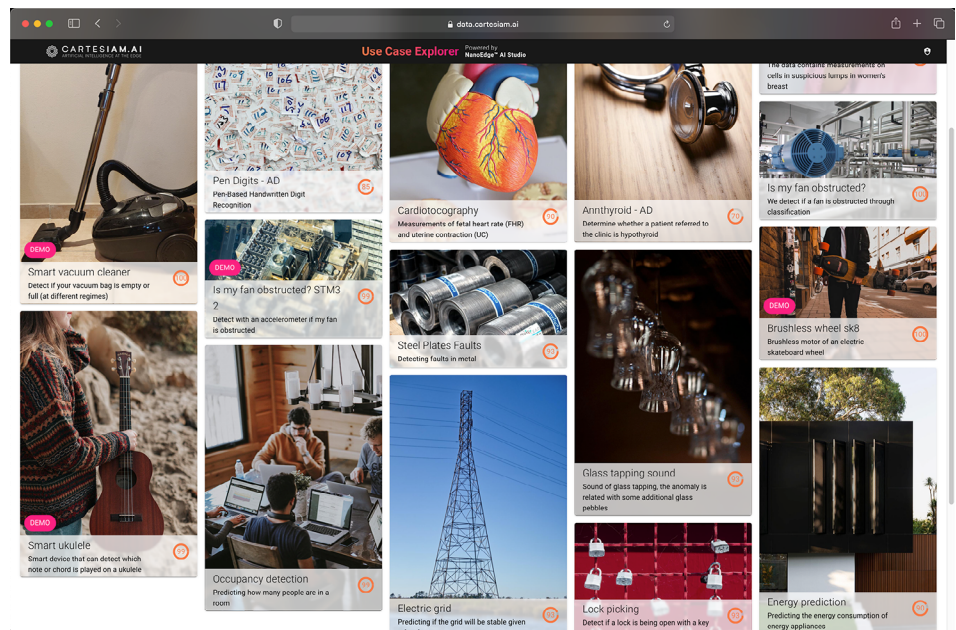 data.cartesiam.ai
CARTESIAM.AI
ARTIFICIAL INTELLIGENCE AT THE EDGE
Use Case Explorer
Powered by
NanoEdge™ AI Studio
DEMO
Smart vacuum cleaner
Detect if your vacuum bag is empty or
full (at different regimes)
100
DEMO
Smart ukulele
Smart device that can detect which
note or chord is played on a ukulele
99
Pen Digits - AD
Pen-Based Handwritten Digit
Recognition
85
DEMO
Is my fan obstructed? STM3
2
Detect with an accelerometer if my fan
is obstructed
99
Occupancy detection
Predicting how many people are in a
room
Cardiotocography
Measurements of fetal heart rate (FHR)
and uterine contraction (UC)
90
Steel Plates Faults
Detecting faults in metal
93
Electric grid
Predicting if the grid will be stable given
Annthyroid - AD
Determine whether a patient referred to
the clinic is hypothyroid
Glass tapping sound
Sound of glass tapping, the anomaly is
related with some additional glass
pebbles
Lock picking
Detect if a lock is being open with a key
The data contains measurements on
cells in suspicious lumps in women's
breast
Is my fan obstructed?
We detect if a fan is obstructed through
classification
100
DEMO
Brushless wheel sk8
Brushless motor of an electric
skateboard wheel
100
Energy prediction
Predicting the energy consumption of
energy appliances